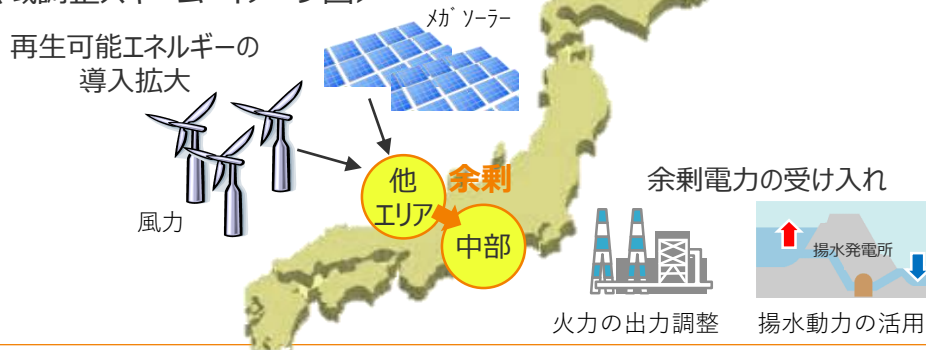 メガソーラー
再生可能エネルギーの
導入拡大
他
エリア
余剰
中部
風力
余剰電力の受け入れ
揚水発電所
火力の出力調整
揚水動力の活用